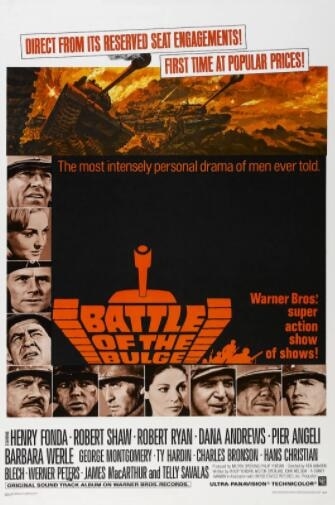 DIRECT FROM ITS RESERVED SEAT ENGAGEMENTS!
FIRST TIME AT POPULAR PRICES!
The most intensely personal drama of men ever told.
Warner Bros.'
super
action
show
of shows!
BATTLE
OF THE
BULGE
STARRING HENRY FONDA · ROBERT SHAW · ROBERT RYAN · DANA ANDREWS · PIER ANGELI
BARBARA WERLE GEORGE MONTGOMERY · TY HARDIN · CHARLES BRONSON · HANS CHRISTIAN
BLECH · WERNER PETERS · JAMES MacARTHUR and TELLY SAVALAS
ORIGINAL SOUND TRACK ALBUM ON WARNER BROS. RECORDS.
ULTRA PANAVISION® TECHNICOLOR®